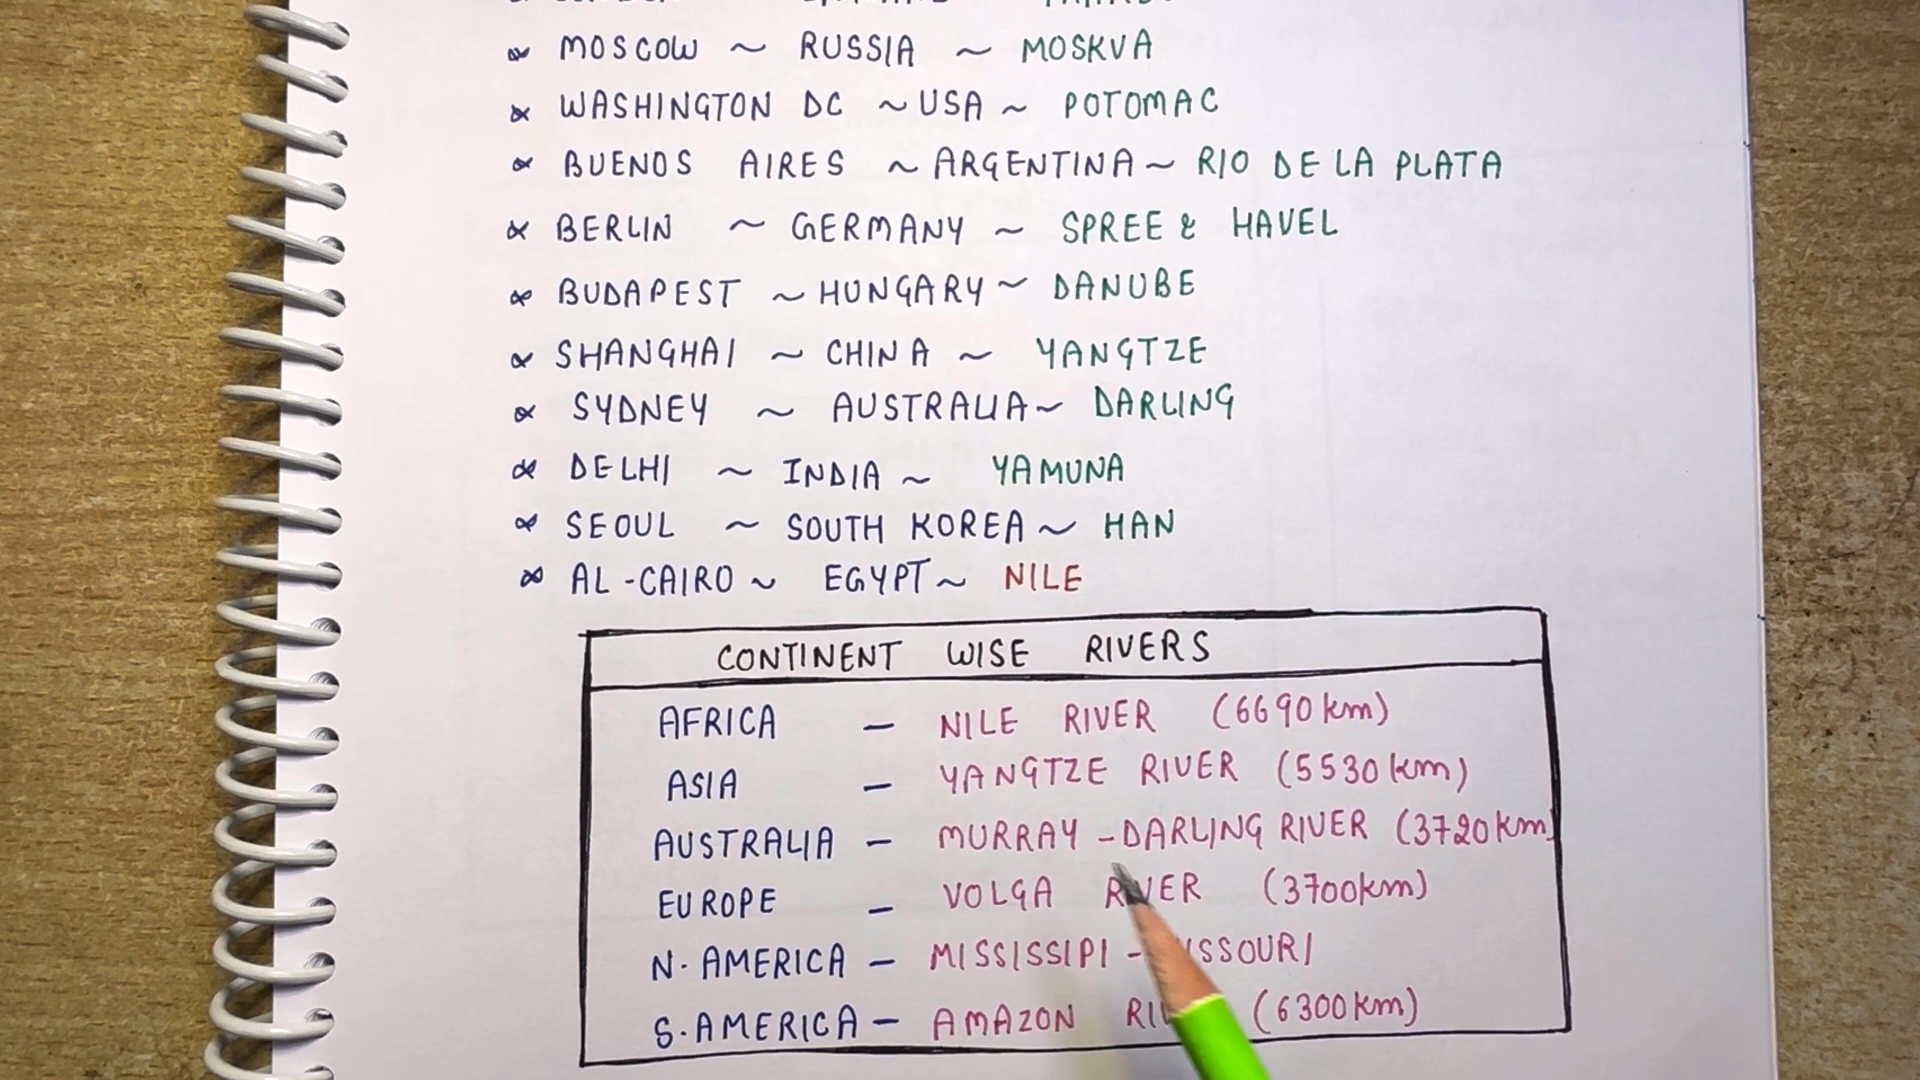 MOSCOW ~ RUSSIA ~ MOSKVA
WASHINGTON DC ~ USA ~ POTOMAC
BUENOS AIRES ~ ARGENTINA ~ RIO DE LA PLATA
BERLIN ~ GERMANY ~ SPREE & HAVEL
BUDAPEST ~ HUNGARY ~ DANUBE
SHANGHAI ~ CHINA ~ YANGTZE
SYDNEY ~ AUSTRALIA ~ DARLING
DELHI ~ INDIA ~ YAMUNA
SEOUL ~ SOUTH KOREA ~ HAN
AL-CAIRO ~ EGYPT ~ NILE
CONTINENT WISE RIVERS
AFRICA - NILE RIVER (6690 km)
ASIA - YANGTZE RIVER (5530 km)
AUSTRALIA - MURRAY-DARLING RIVER (3720 km)
EUROPE - VOLGA RIVER (3700km)
N. AMERICA - MISSISSIPI -
S. AMERICA - AMAZON (6300 km)